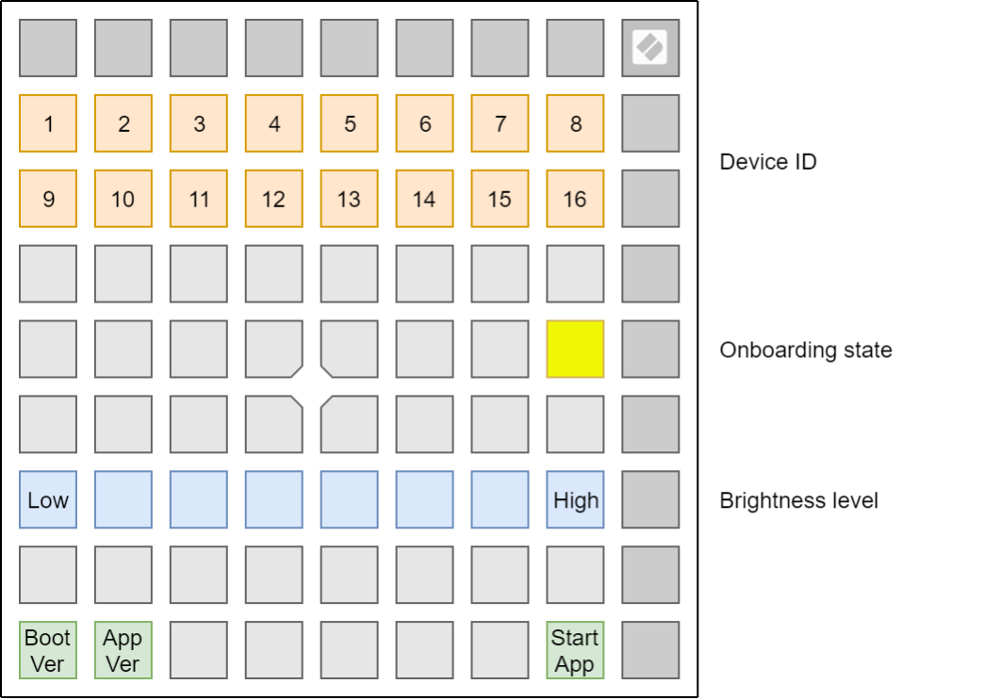 1 2 3 4 5 6 7 8
Device ID
9 10 11 12 13 14 15 16
Onboarding state
Low High Brightness level
Boot Ver
App Ver
Start App